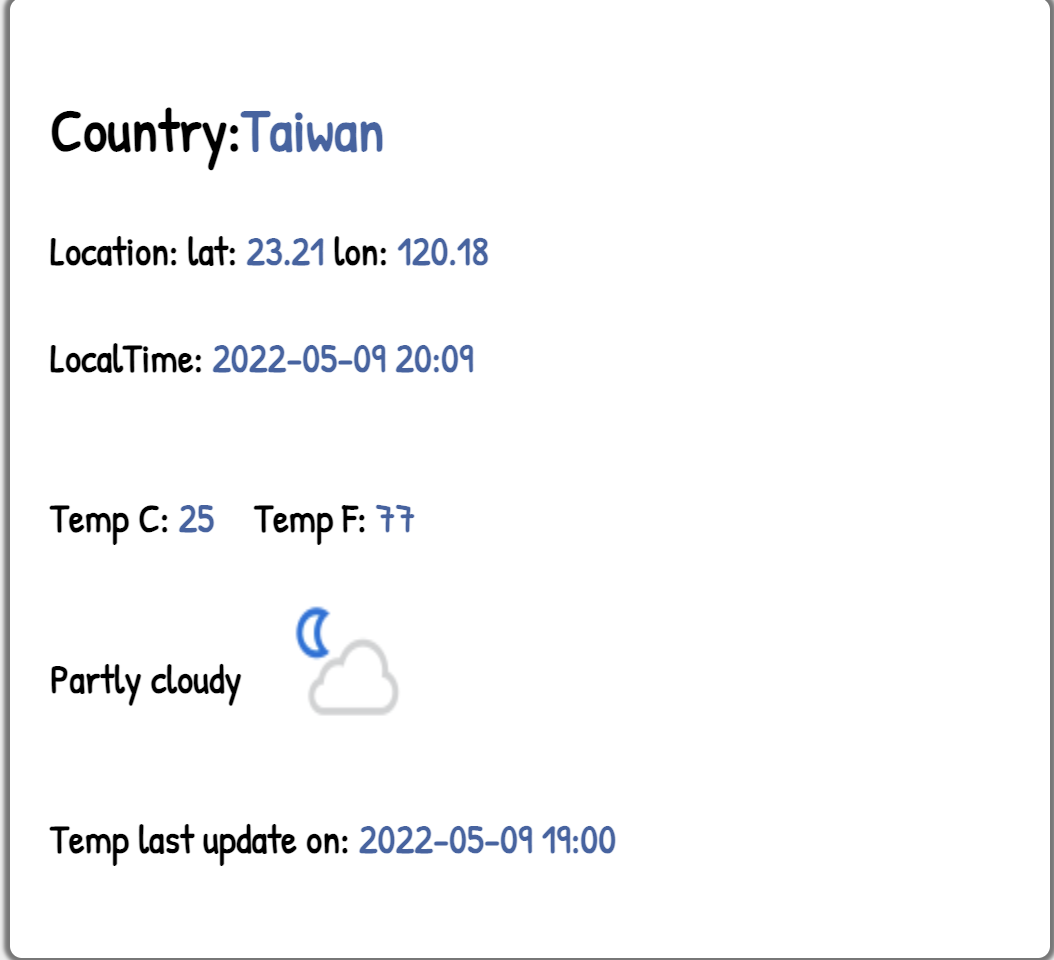 Country:Taiwan
Location: lat: 23.21 lon: 120.18
LocalTime: 2022-05-09 20:09
Temp C: 25 Temp F: 77
Partly cloudy
Temp last update on: 2022-05-09 19:00